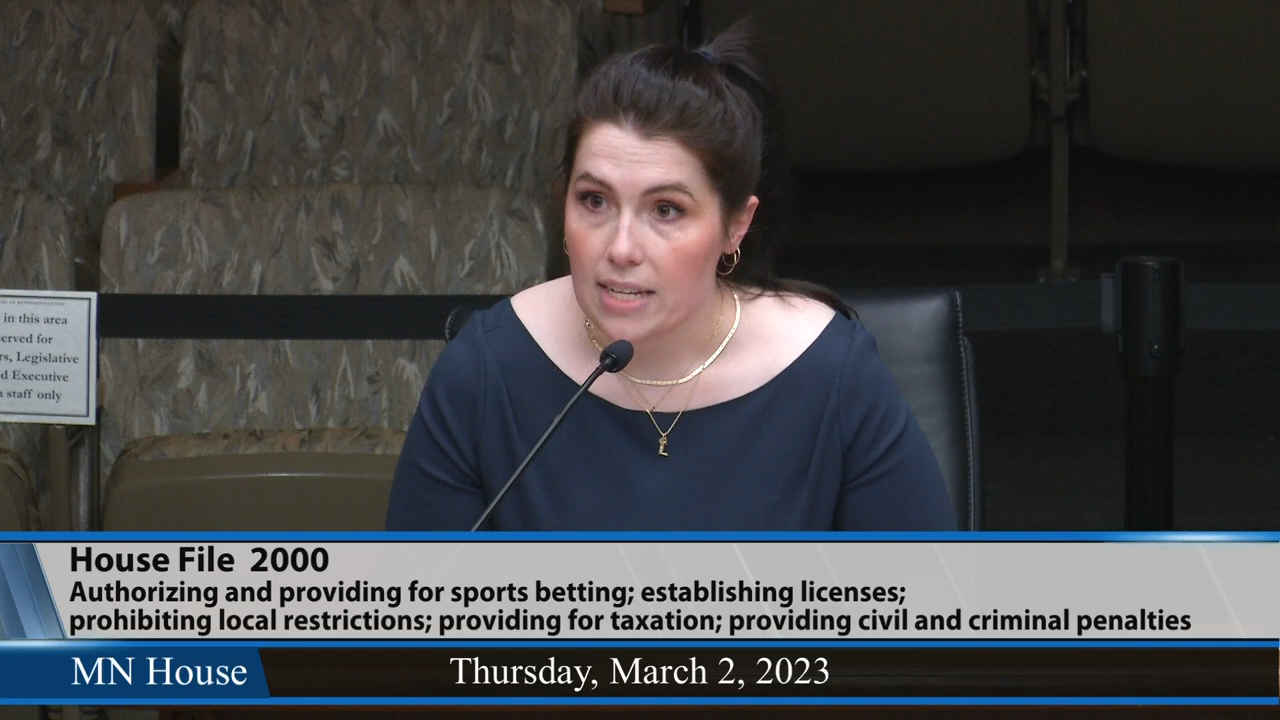 in this area
served for
rs, Legislative
d Executive
staff only
House File 2000
Authorizing and providing for sports betting; establishing licenses;
prohibiting local restrictions; providing for taxation; providing civil and criminal penalties
MN House
Thursday, March 2, 2023